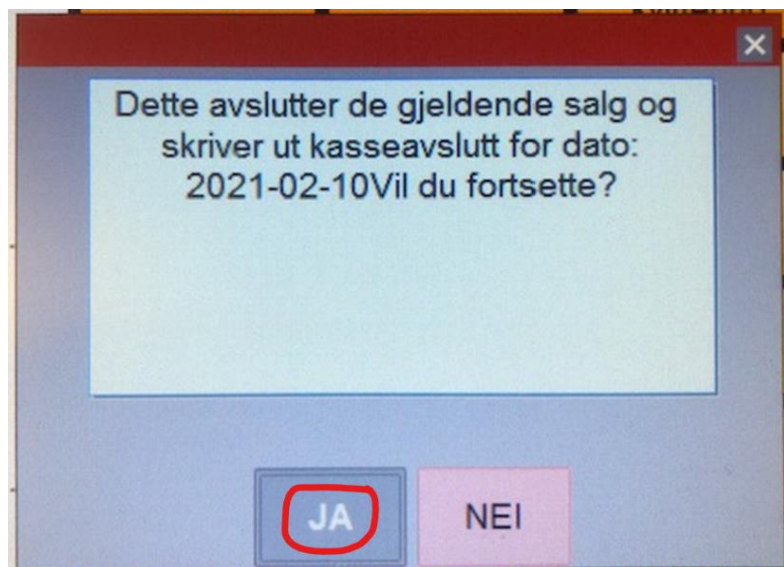 Dette avslutter de gjeldende salg og
skriver ut kasseavslutt for dato:
2021-02-10Vil du fortsette?
JA
NEI